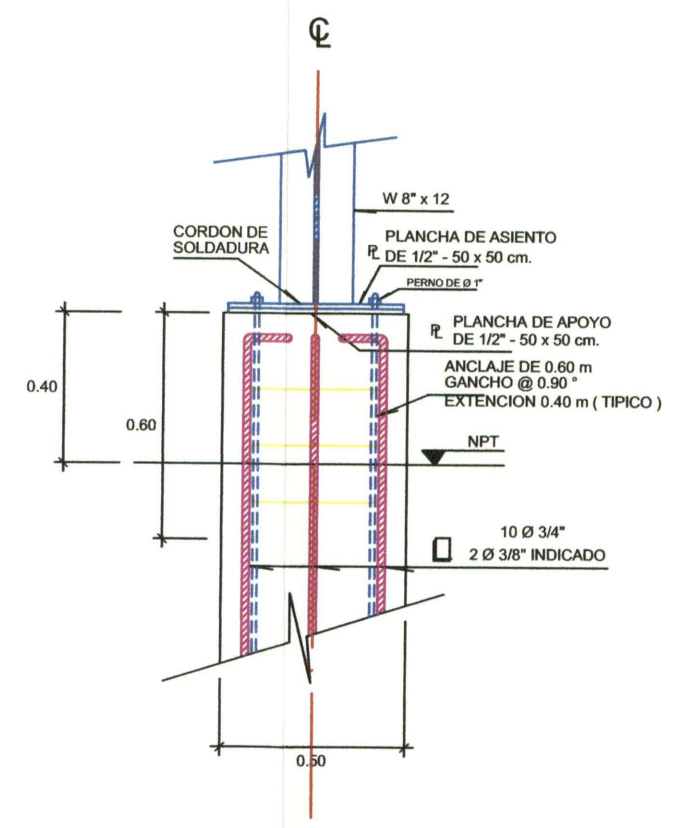 ℄
W 8" x 12
CORDON DE
SOLDADURA
PLANCHA DE ASIENTO
PL DE 1/2" - 50 x 50 cm.
PERNO DE Ø 1"
PL PLANCHA DE APOYO
DE 1/2" - 50 x 50 cm.
ANCLAJE DE 0.60 m
GANCHO @ 0.90 °
EXTENCION 0.40 m ( TIPICO )
0.40
0.60
NPT
10 Ø 3/4"
2 Ø 3/8" INDICADO
0.50